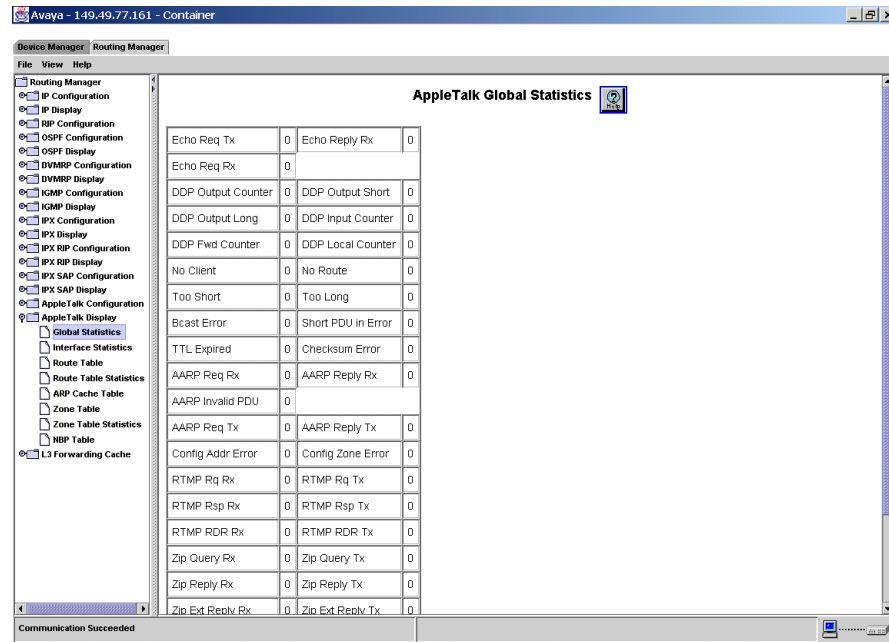 Avaya - 149.49.77.161 - Container
Device Manager Routing Manager
File View Help
Routing Manager
IP Configuration
IP Display
RIP Configuration
OSPF Configuration
OSPF Display
DVMRP Configuration
DVMRP Display
IGMP Configuration
IGMP Display
IPX Configuration
IPX Display
IPX RIP Configuration
IPX RIP Display
IPX SAP Configuration
IPX SAP Display
AppleTalk Configuration
AppleTalk Display
Global Statistics
Interface Statistics
Route Table
Route Table Statistics
ARP Cache Table
Zone Table
Zone Table Statistics
NBP Table
L3 Forwarding Cache
AppleTalk Global Statistics
Help
Echo Req Tx 0 Echo Reply Rx 0
Echo Req Rx 0
DDP Output Counter 0 DDP Output Short 0
DDP Output Long 0 DDP Input Counter 0
DDP Fwd Counter 0 DDP Local Counter 0
No Client 0 No Route 0
Too Short 0 Too Long 0
Bcast Error 0 Short PDU in Error 0
TTL Expired 0 Checksum Error 0
AARP Req Rx 0 AARP Reply Rx 0
AARP Invalid PDU 0
AARP Req Tx 0 AARP Reply Tx 0
Config Addr Error 0 Config Zone Error 0
RTMP Rq Rx 0 RTMP Rq Tx 0
RTMP Rsp Rx 0 RTMP Rsp Tx 0
RTMP RDR Rx 0 RTMP RDR Tx 0
Zip Query Rx 0 Zip Query Tx 0
Zip Reply Rx 0 Zip Reply Tx 0
Zip Ext Reply Rx 0 Zip Ext Reply Tx 0
Communication Succeeded